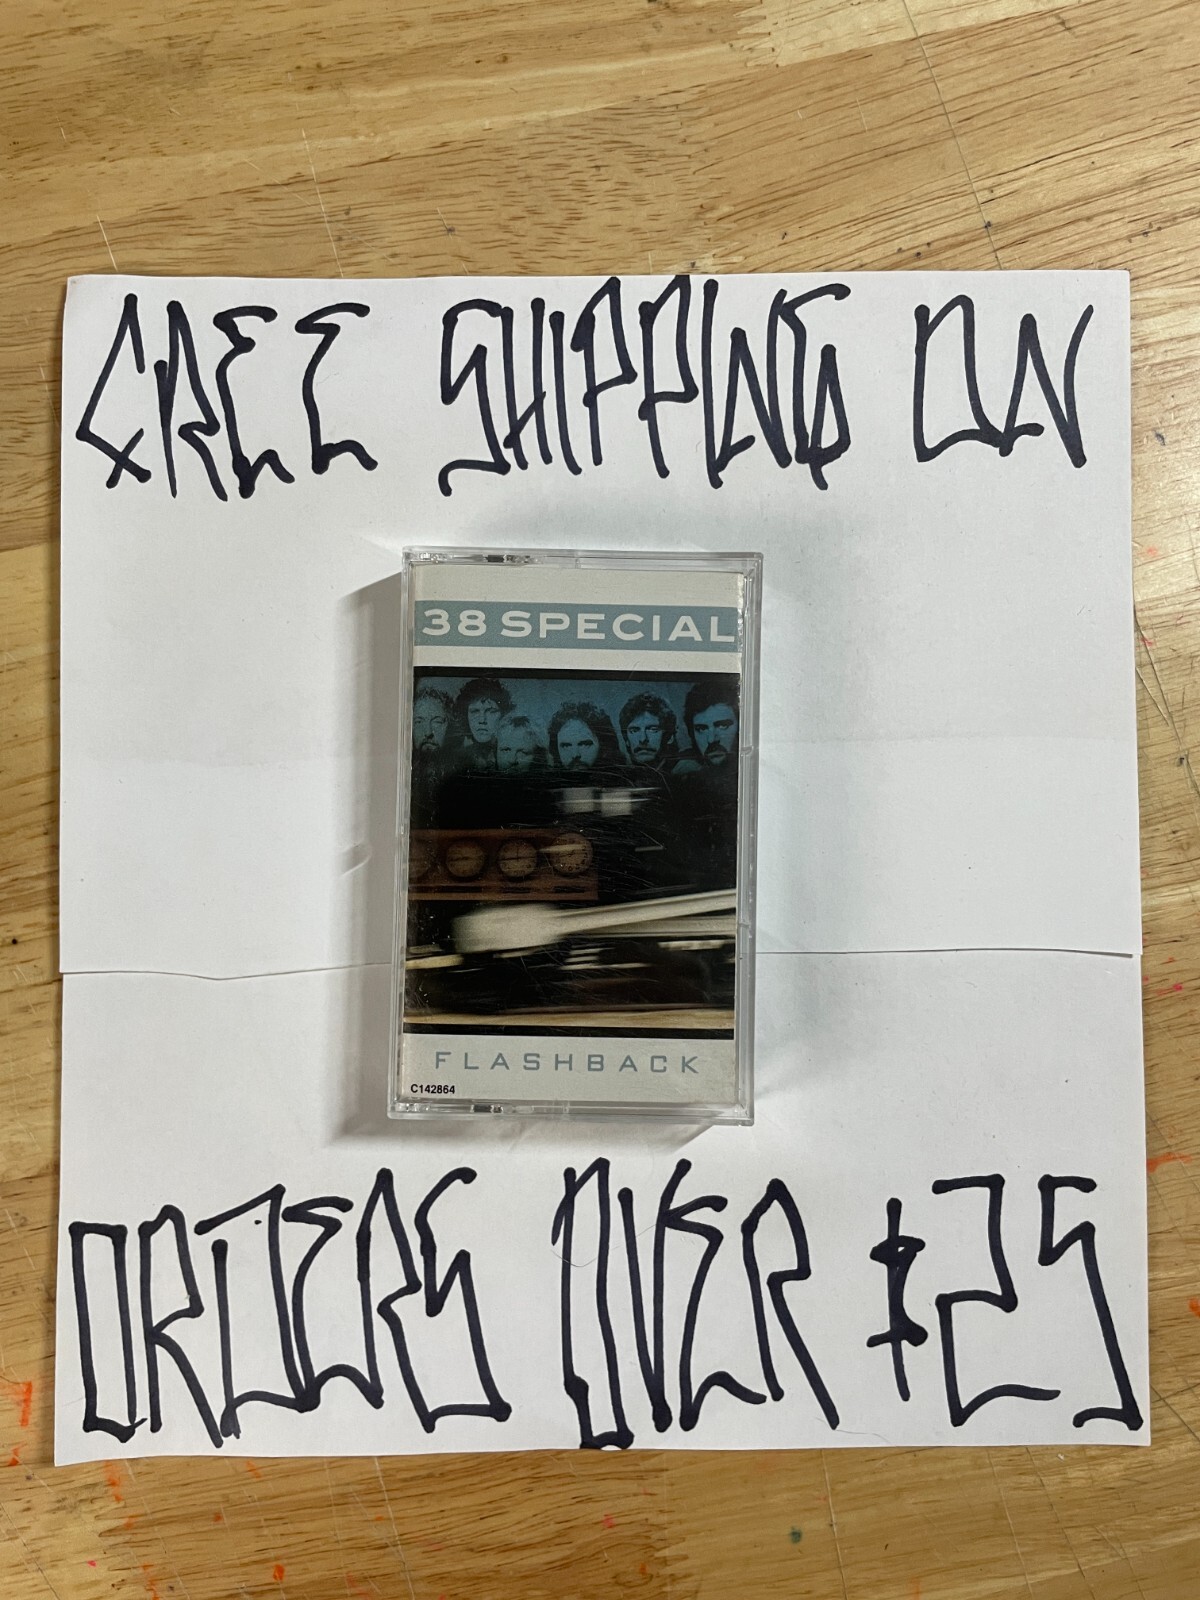 FREE SHIPPING ON
38 SPECIAL
FLASHBACK
C142864
ORDERS OVER $25